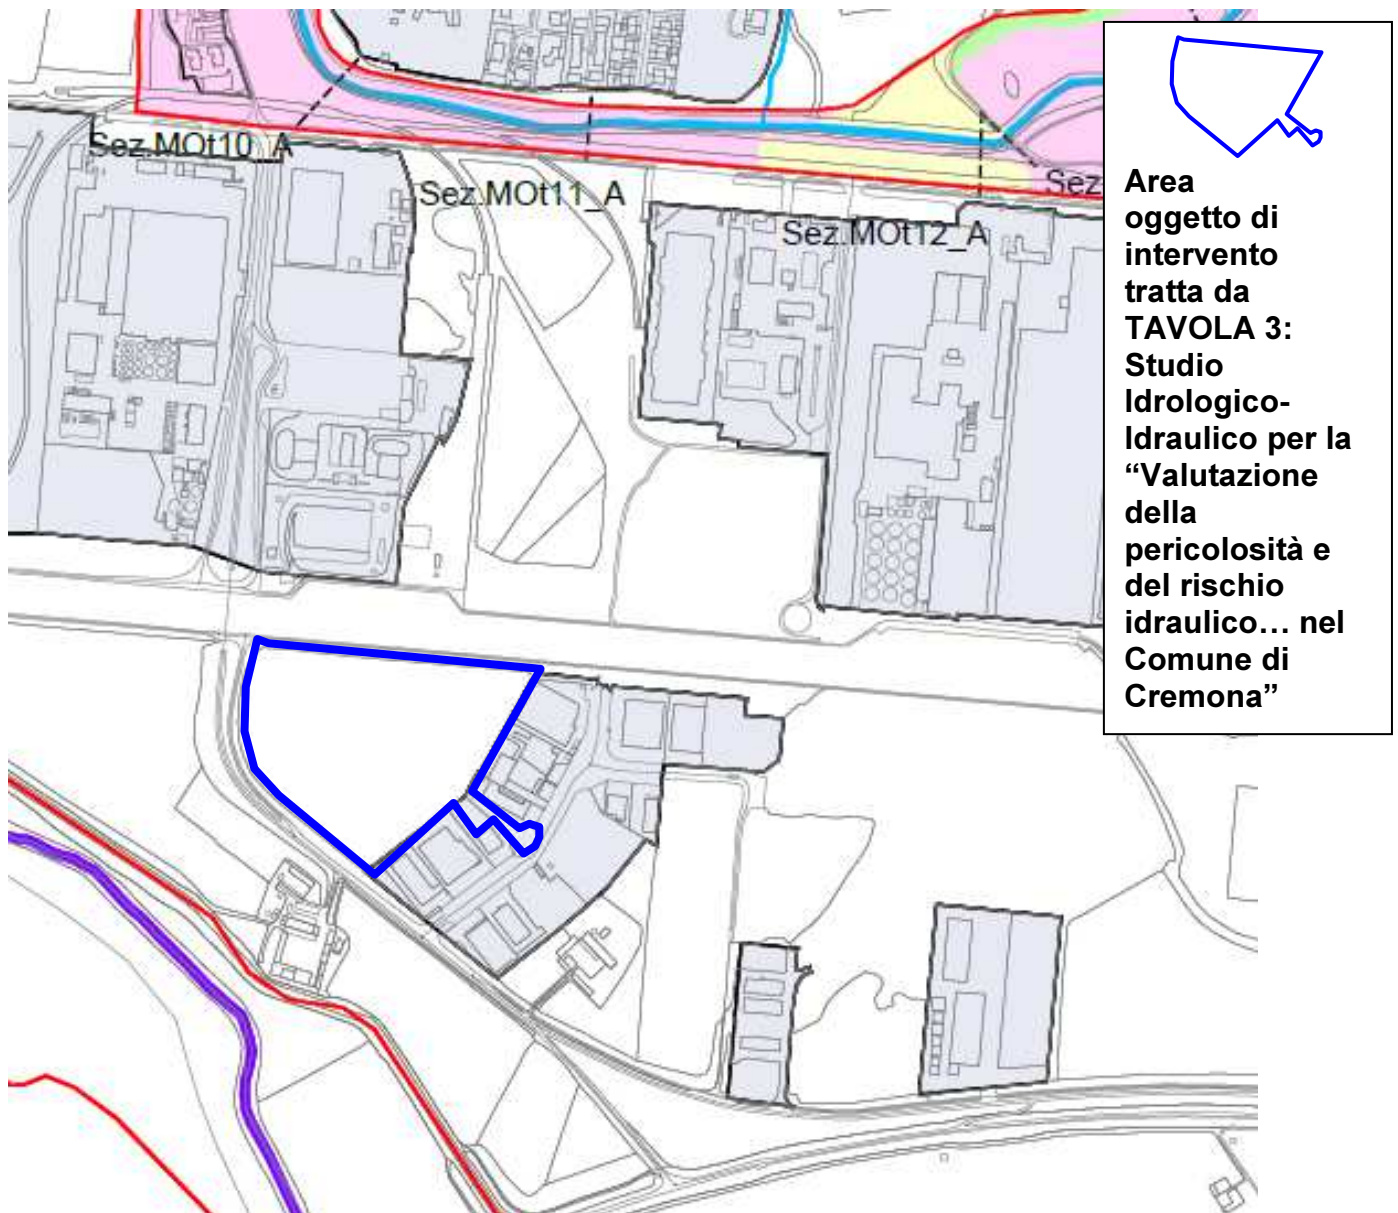 Sez.MOt10_A
Sez.MOt11_A
Sez.MOt12_A
Sez
Area
oggetto di
intervento
tratta da
TAVOLA 3:
Studio
Idrologico-
Idraulico per la
“Valutazione
della
pericolosità e
del rischio
idraulico… nel
Comune di
Cremona”